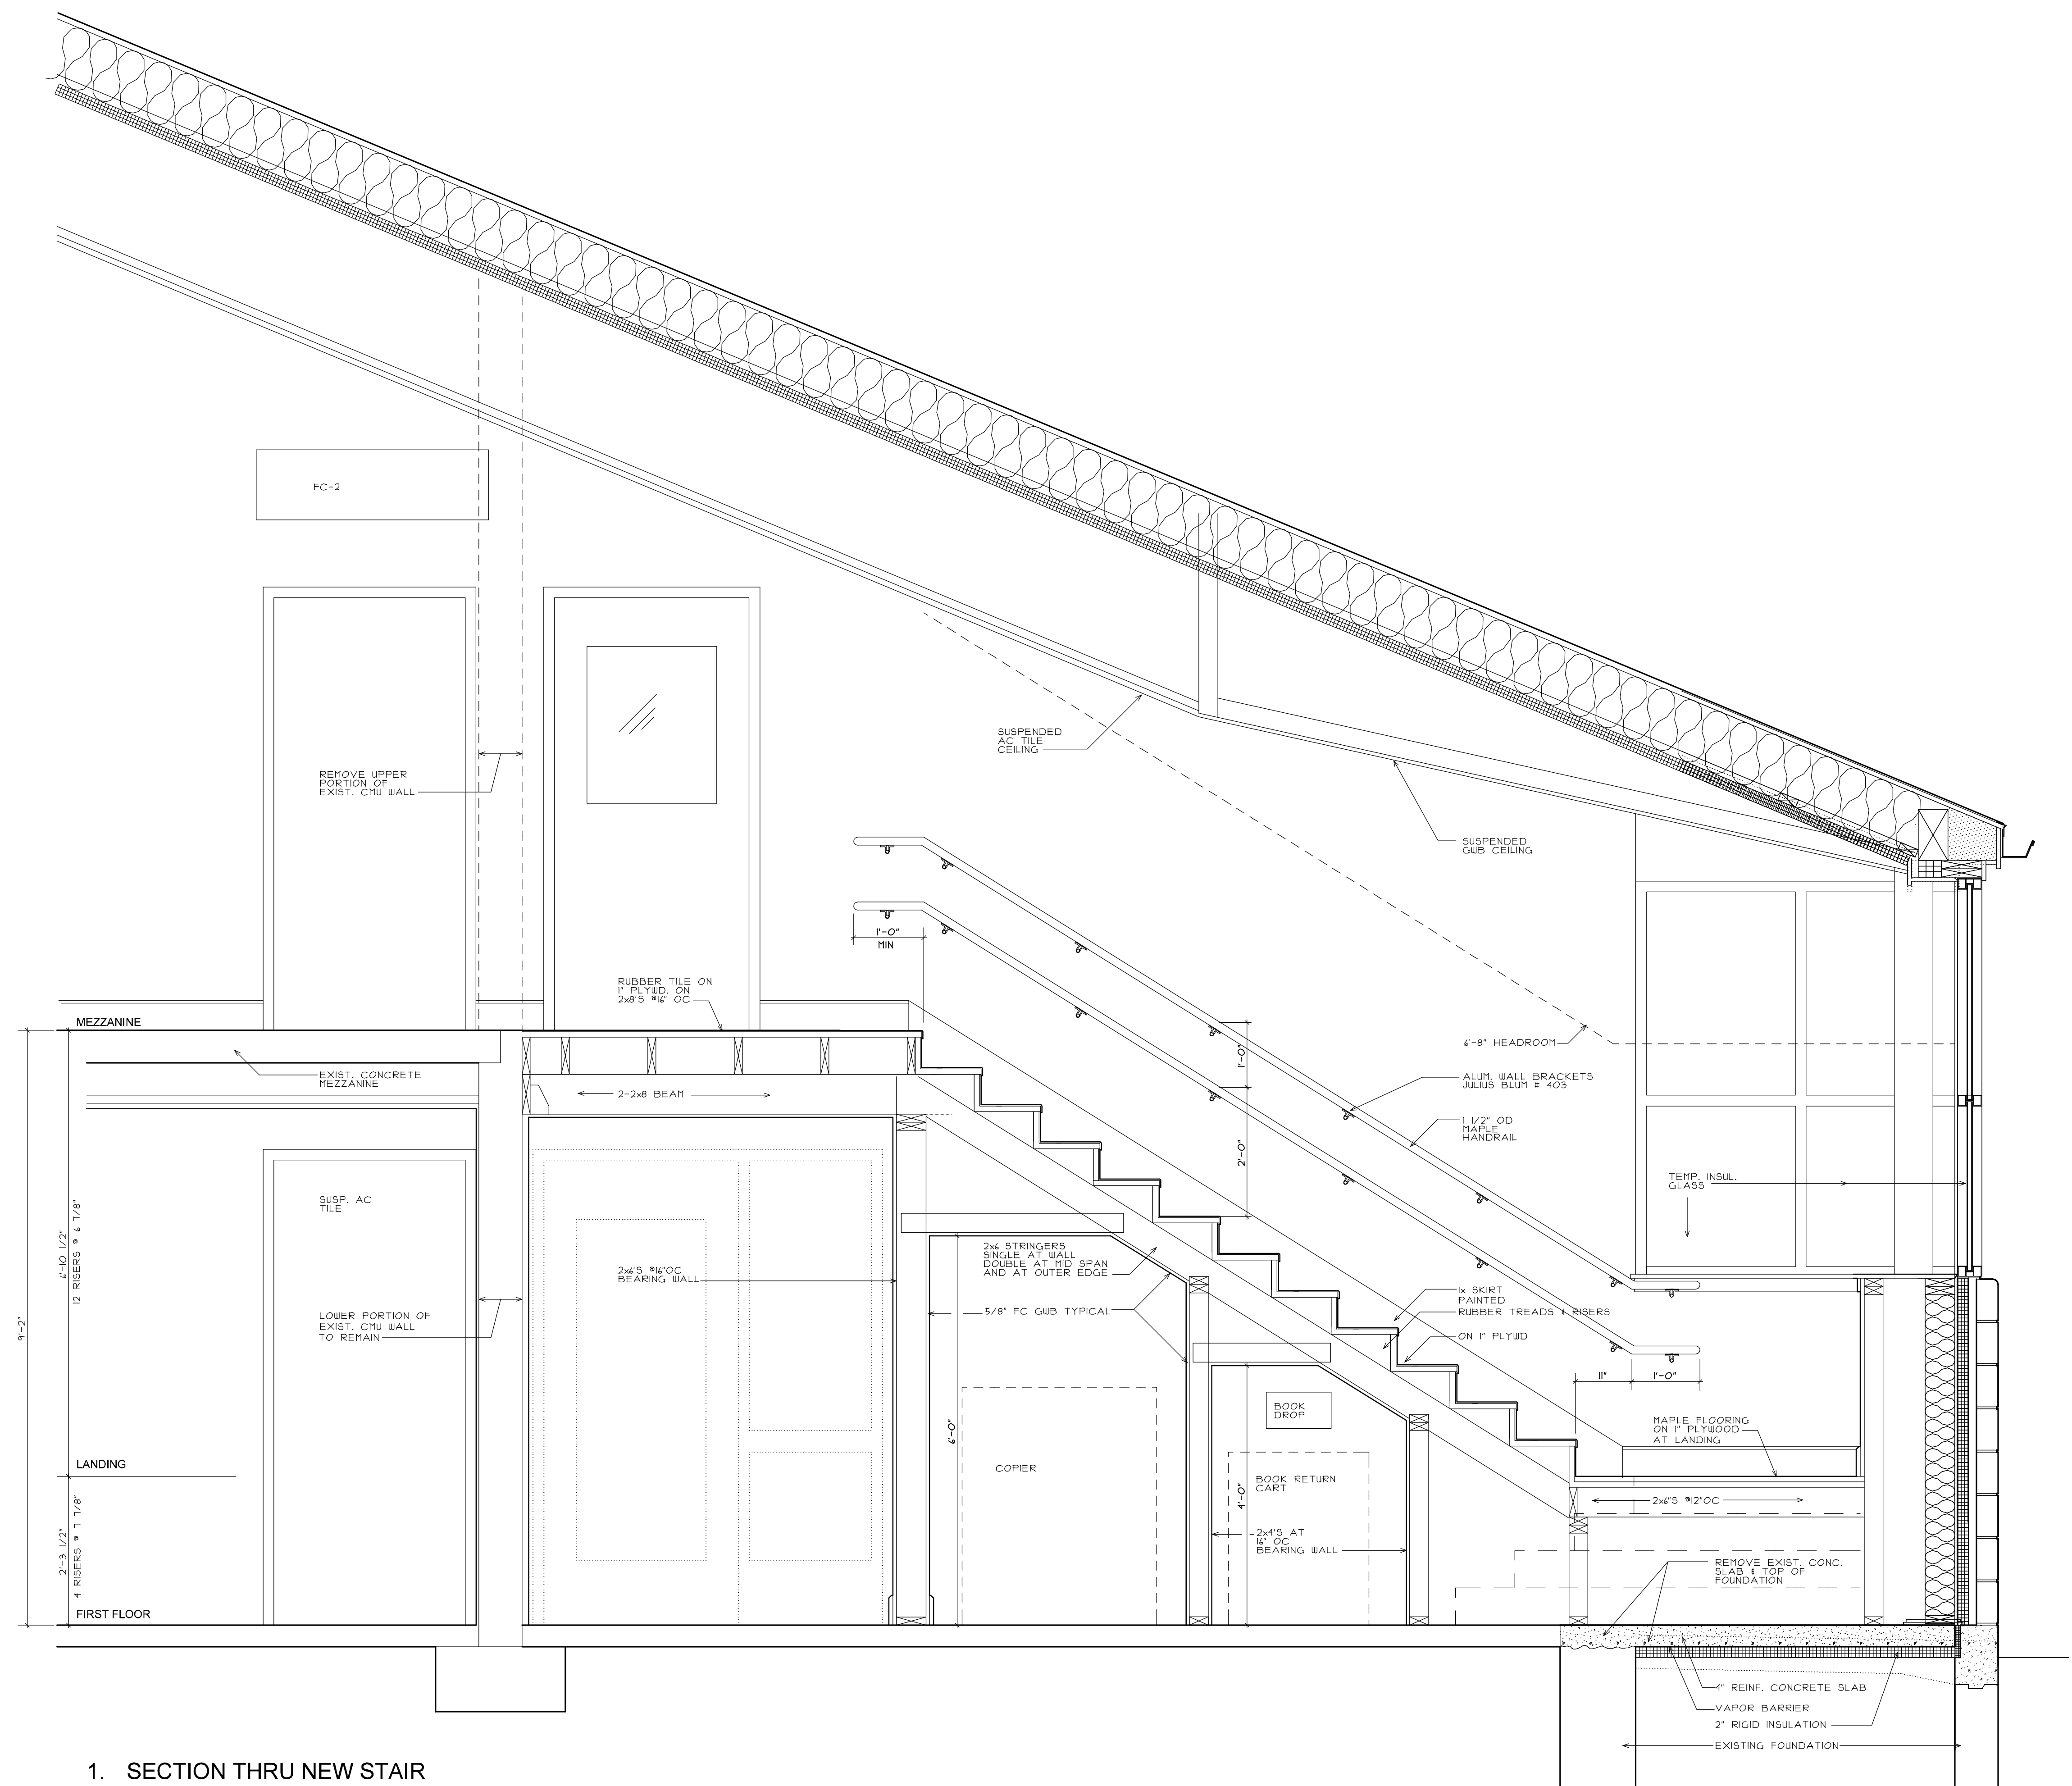 FC-2
REMOVE UPPER
PORTION OF
EXIST. CMU WALL
SUSPENDED
AC TILE
CEILING
SUSPENDED
GWB CEILING
1'-0"
MIN
RUBBER TILE ON
1" PLYWD. ON
2x8'S @16" OC
MEZZANINE
EXIST. CONCRETE
MEZZANINE
2-2x8 BEAM
1'-0"
2'-0"
6'-8" HEADROOM
ALUM. WALL BRACKETS
JULIUS BLUM # 403
1 1/2" OD
MAPLE
HANDRAIL
TEMP. INSUL.
GLASS
SUSP. AC
TILE
6'-10 1/2"
12 RISERS @ 6 7/8"
9'-2"
2x6'S @16"OC
BEARING WALL
2x6 STRINGERS
SINGLE AT WALL
DOUBLE AT MID SPAN
AND AT OUTER EDGE
5/8" FC GWB TYPICAL
1x SKIRT
PAINTED
RUBBER TREADS & RISERS
ON 1" PLYWD
LOWER PORTION OF
EXIST. CMU WALL
TO REMAIN
11"
1'-0"
6'-0"
BOOK
DROP
MAPLE FLOORING
ON 1" PLYWOOD
AT LANDING
LANDING
COPIER
4'-0"
BOOK RETURN
CART
2x6"S @12"OC
2'-3 1/2"
4 RISERS @ 7 7/8"
2x4'S AT
16" OC
BEARING WALL
REMOVE EXIST. CONC.
SLAB & TOP OF
FOUNDATION
FIRST FLOOR
4" REINF. CONCRETE SLAB
VAPOR BARRIER
2" RIGID INSULATION
EXISTING FOUNDATION
1. SECTION THRU NEW STAIR